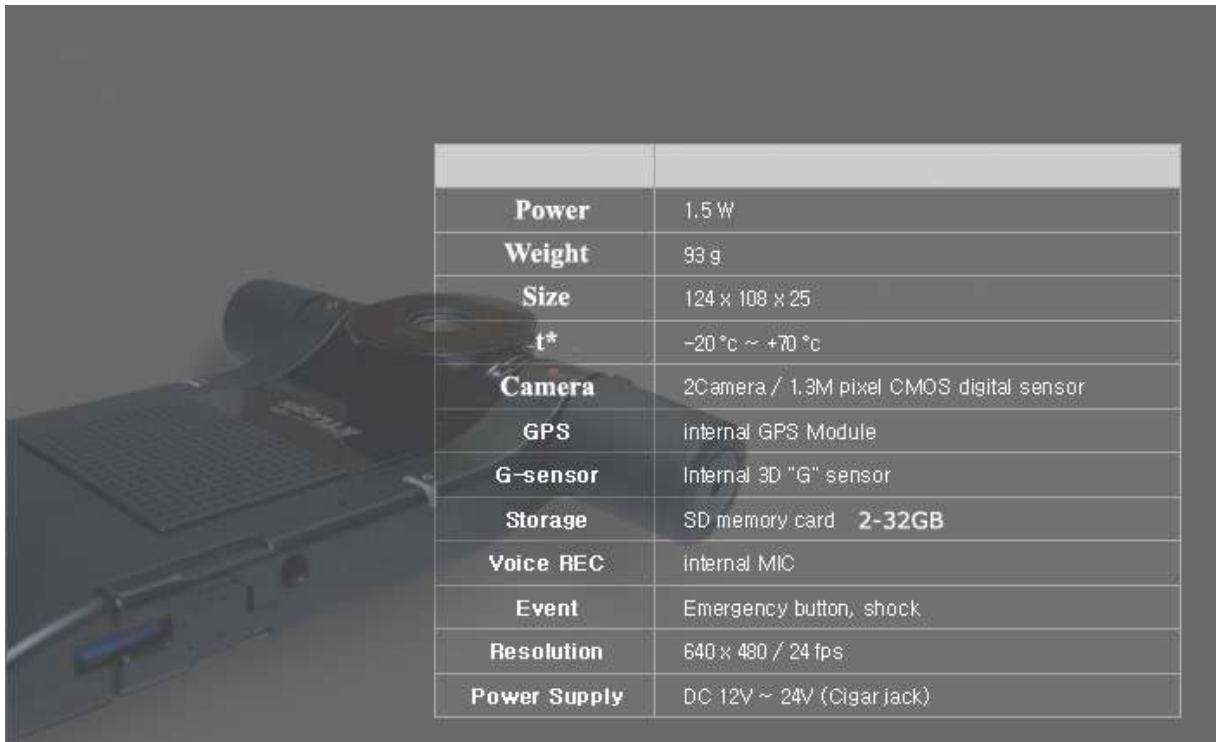 Power 1.5 W
Weight 93 g
Size 124 x 108 x 25
t* -20 °c ~ +70 °c
Camera 2Camera / 1.3M pixel CMOS digital sensor
GPS internal GPS Module
G-sensor Internal 3D "G" sensor
Storage SD memory card 2-32GB
Voice REC internal MIC
Event Emergency button, shock
Resolution 640 x 480 / 24 fps
Power Supply DC 12V ~ 24V (Cigar jack)